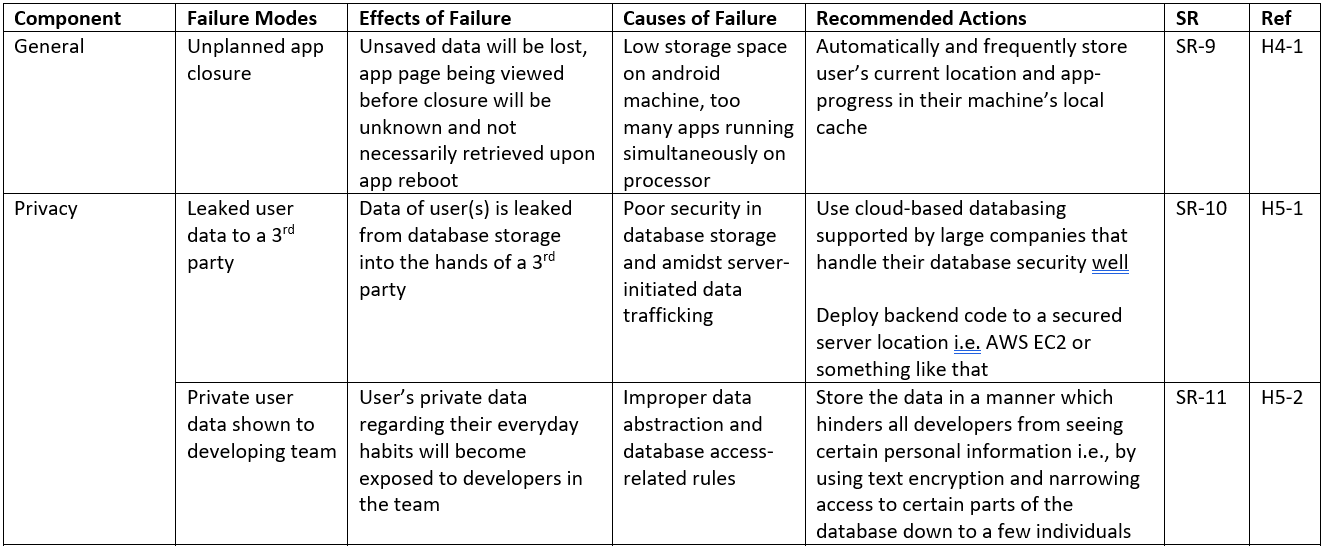 Component Failure Modes Effects of Failure Causes of Failure Recommended Actions SR Ref
General
Unplanned app
closure
Unsaved data will be lost,
app page being viewed
before closure will be
unknown and not
necessarily retrieved upon
app reboot
Low storage space
on android
machine, too
many apps running
simultaneously on
processor
Automatically and frequently store
user’s current location and app-
progress in their machine’s local
cache
SR-9
H4-1
Privacy
Leaked user
data to a 3rd
party
Data of user(s) is leaked
from database storage
into the hands of a 3rd
party
Poor security in
database storage
and amidst server-
initiated data
trafficking
Use cloud-based databasing
supported by large companies that
handle their database security well
Deploy backend code to a secured
server location i.e. AWS EC2 or
something like that
SR-10
H5-1
Private user
data shown to
developing team
User’s private data
regarding their everyday
habits will become
exposed to developers in
the team
Improper data
abstraction and
database access-
related rules
Store the data in a manner which
hinders all developers from seeing
certain personal information i.e., by
using text encryption and narrowing
access to certain parts of the
database down to a few individuals
SR-11
H5-2